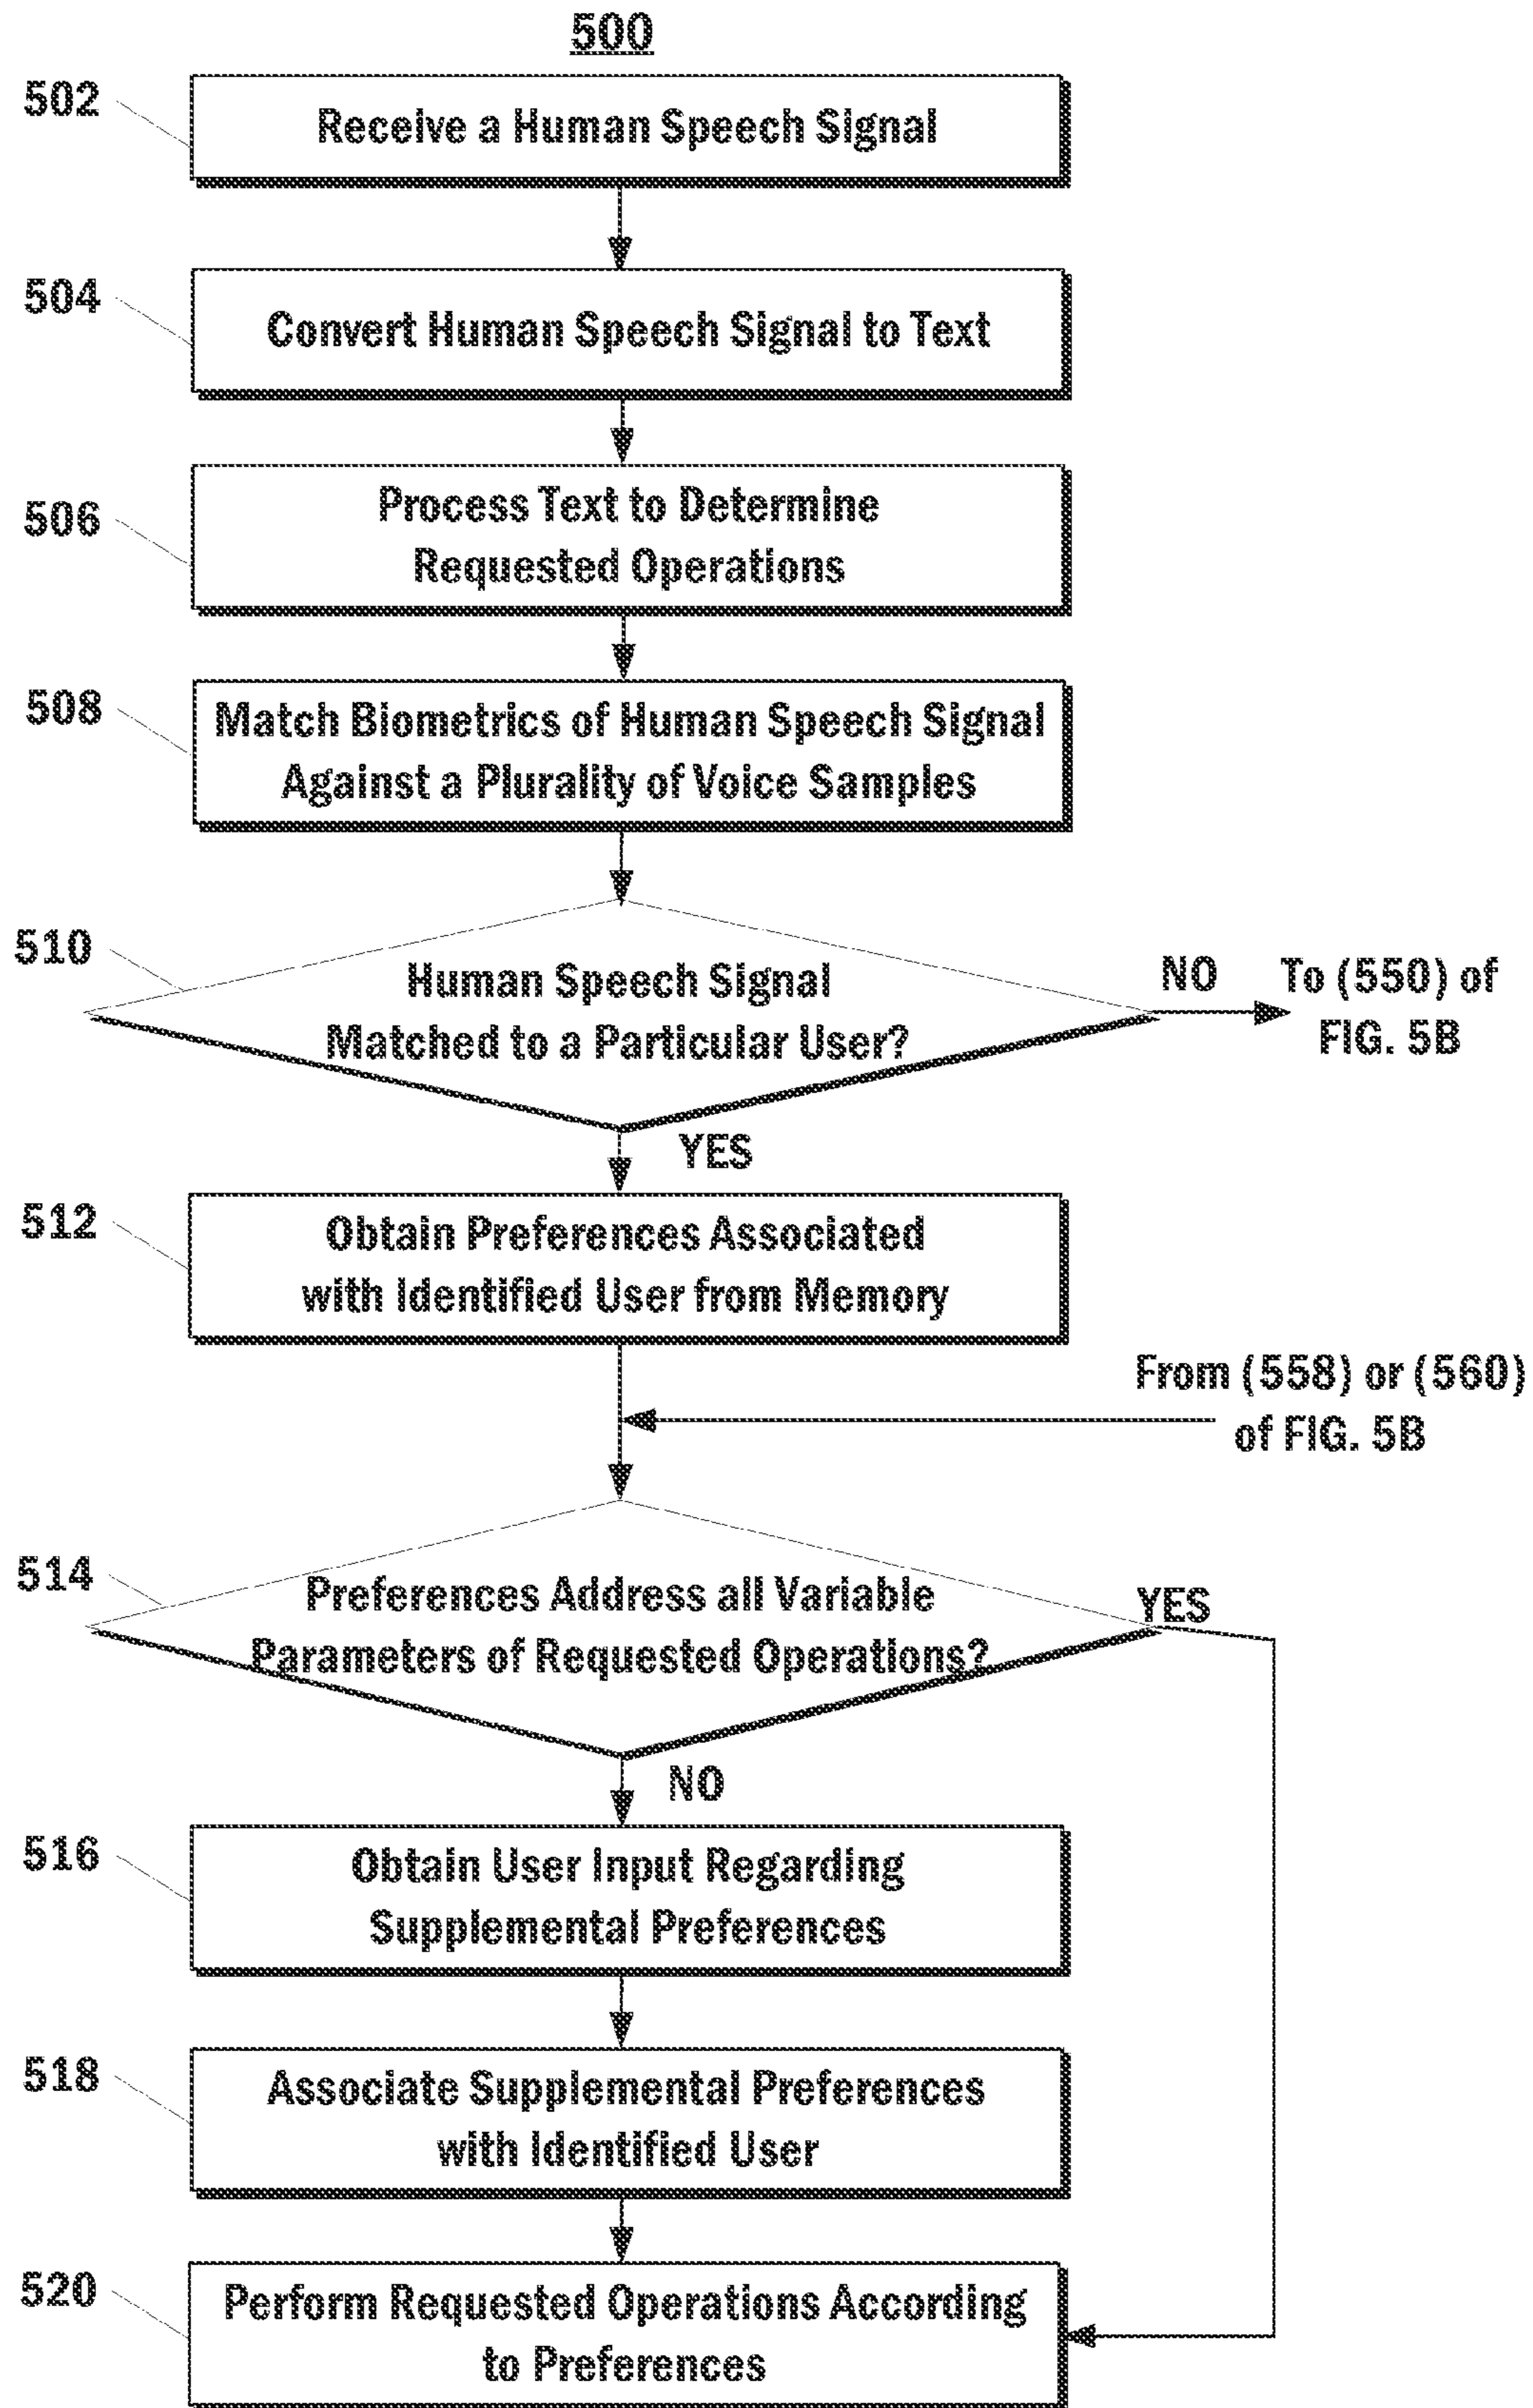 500
502
Receive a Human Speech Signal
504
Convert Human Speech Signal to Text
506
Process Text to Determine
Requested Operations
508
Match Biometrics of Human Speech Signal
Against a Plurality of Voice Samples
510
Human Speech Signal
Matched to a Particular User?
NO
To (550) of
FIG. 5B
YES
512
Obtain Preferences Associated
with Identified User from Memory
From (558) or (560)
of FIG. 5B
514
Preferences Address all Variable
Parameters of Requested Operations?
YES
NO
516
Obtain User Input Regarding
Supplemental Preferences
518
Associate Supplemental Preferences
with Identified User
520
Perform Requested Operations According
to Preferences